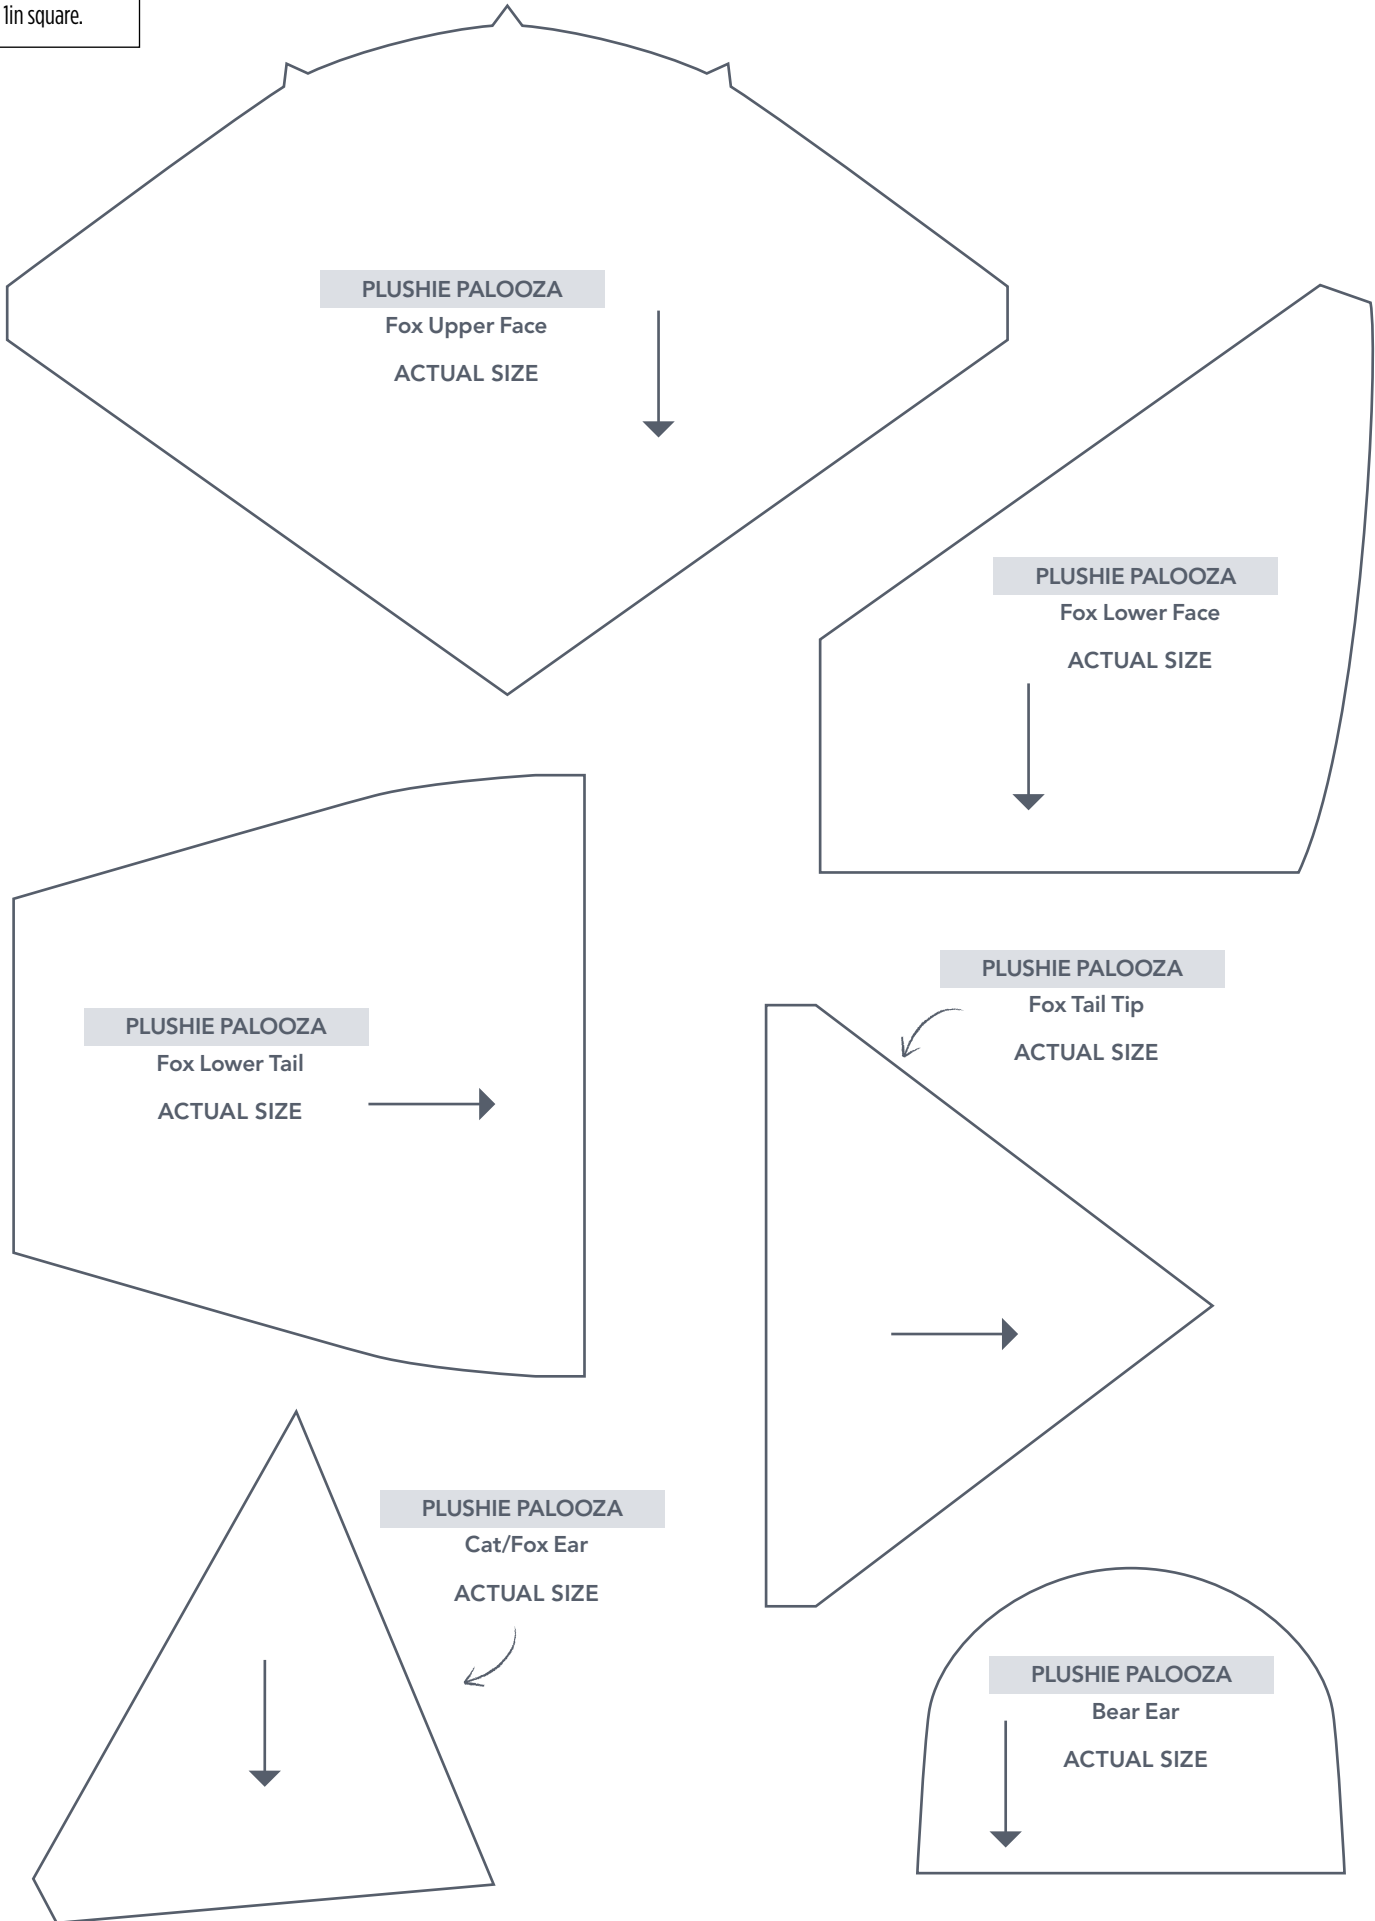 1in square.
PLUSHIE PALOOZA
Fox Upper Face
ACTUAL SIZE
PLUSHIE PALOOZA
Fox Lower Face
ACTUAL SIZE
PLUSHIE PALOOZA
Fox Tail Tip
ACTUAL SIZE
PLUSHIE PALOOZA
Fox Lower Tail
ACTUAL SIZE
PLUSHIE PALOOZA
Cat/Fox Ear
ACTUAL SIZE
PLUSHIE PALOOZA
Bear Ear
ACTUAL SIZE